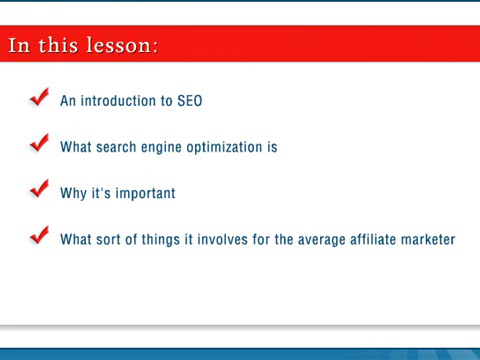 In this lesson:
An introduction to SEO
What search engine optimization is
Why it's important
What sort of things it involves for the average affiliate marketer